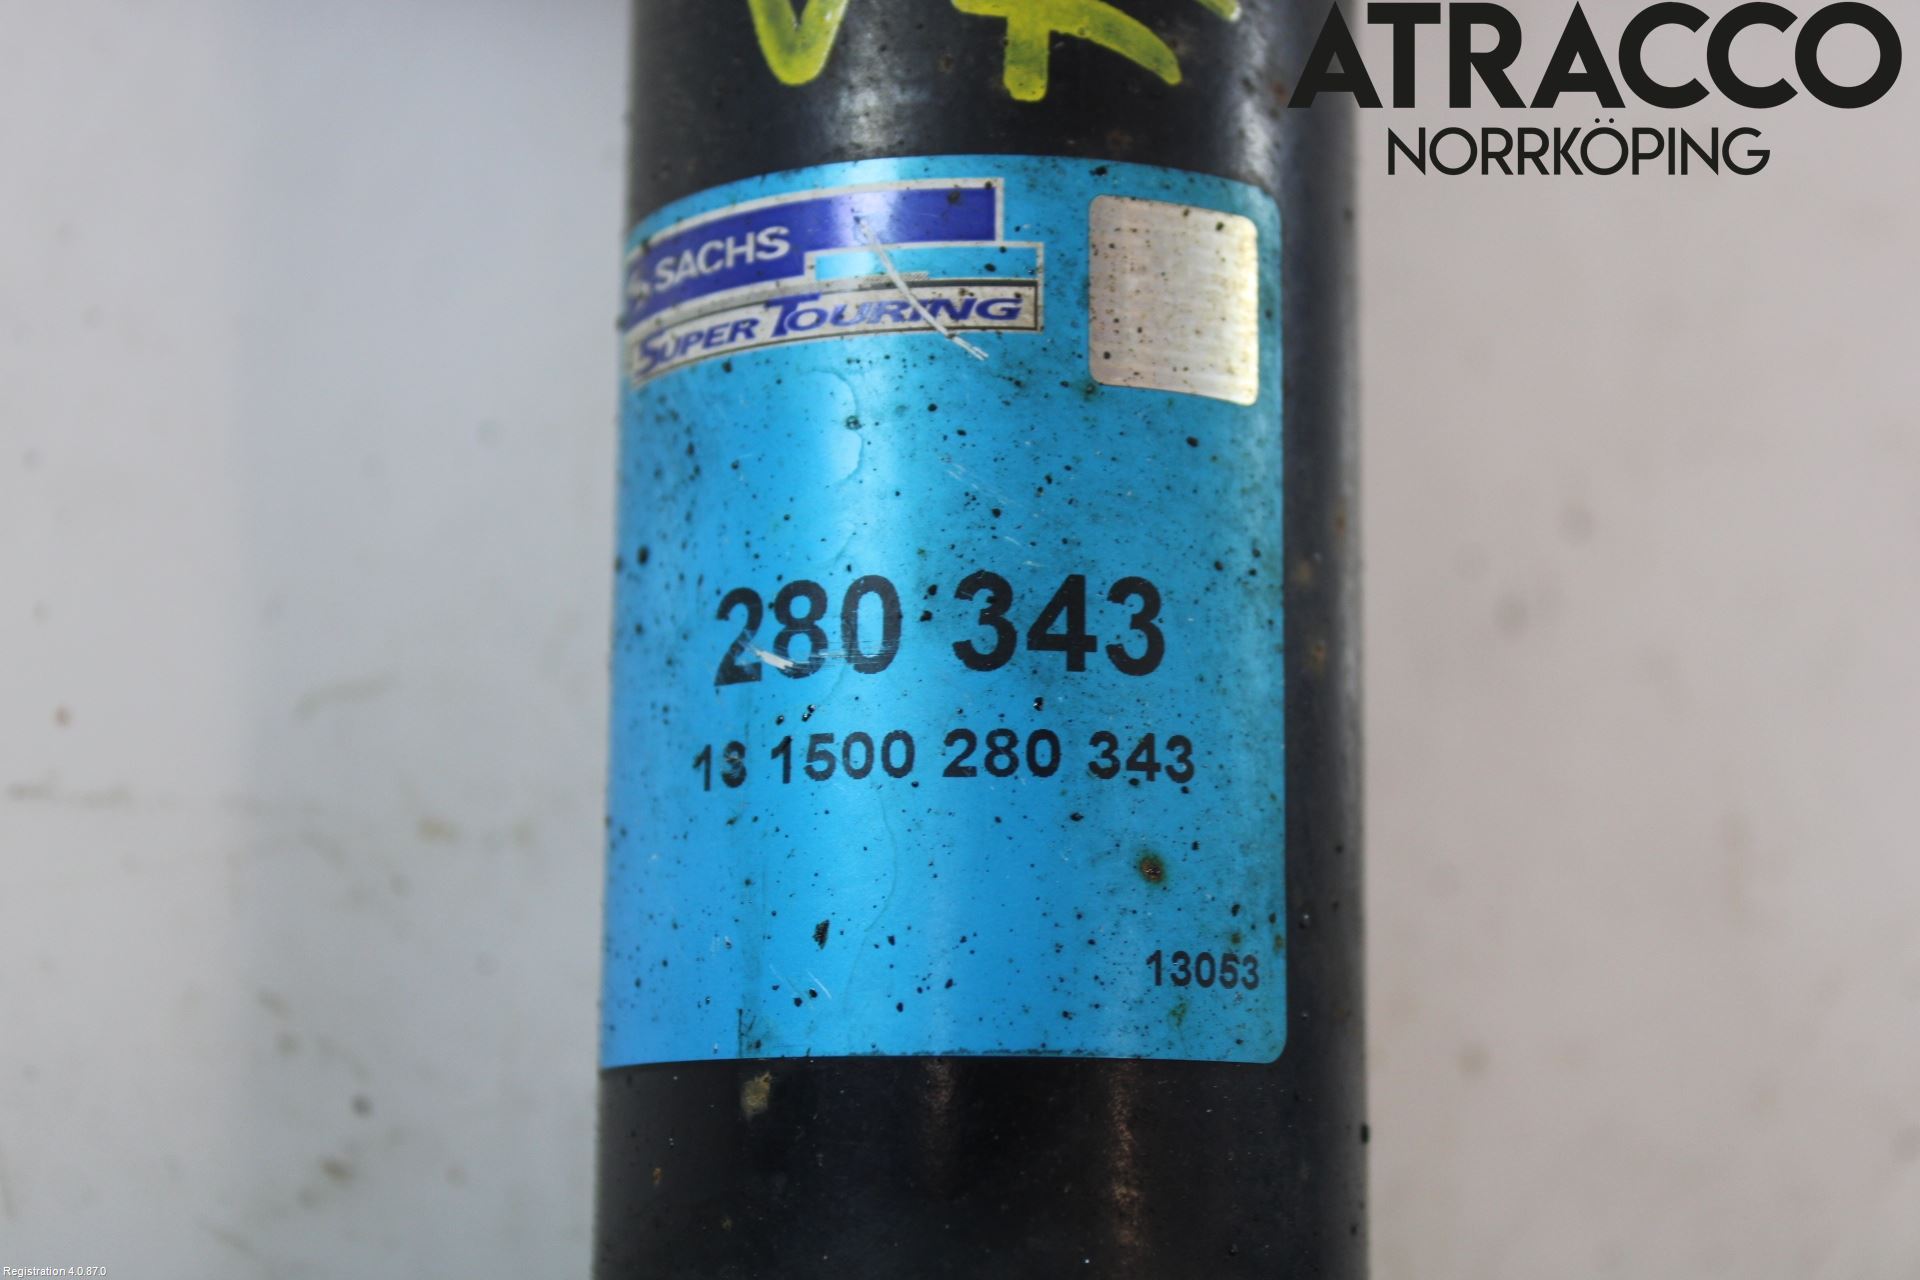 ATRACCO
NORRKÖPING
SACHS
SUPER TOURING
280 343
13 1500 280 343
13053
Registration 4.0.87.0